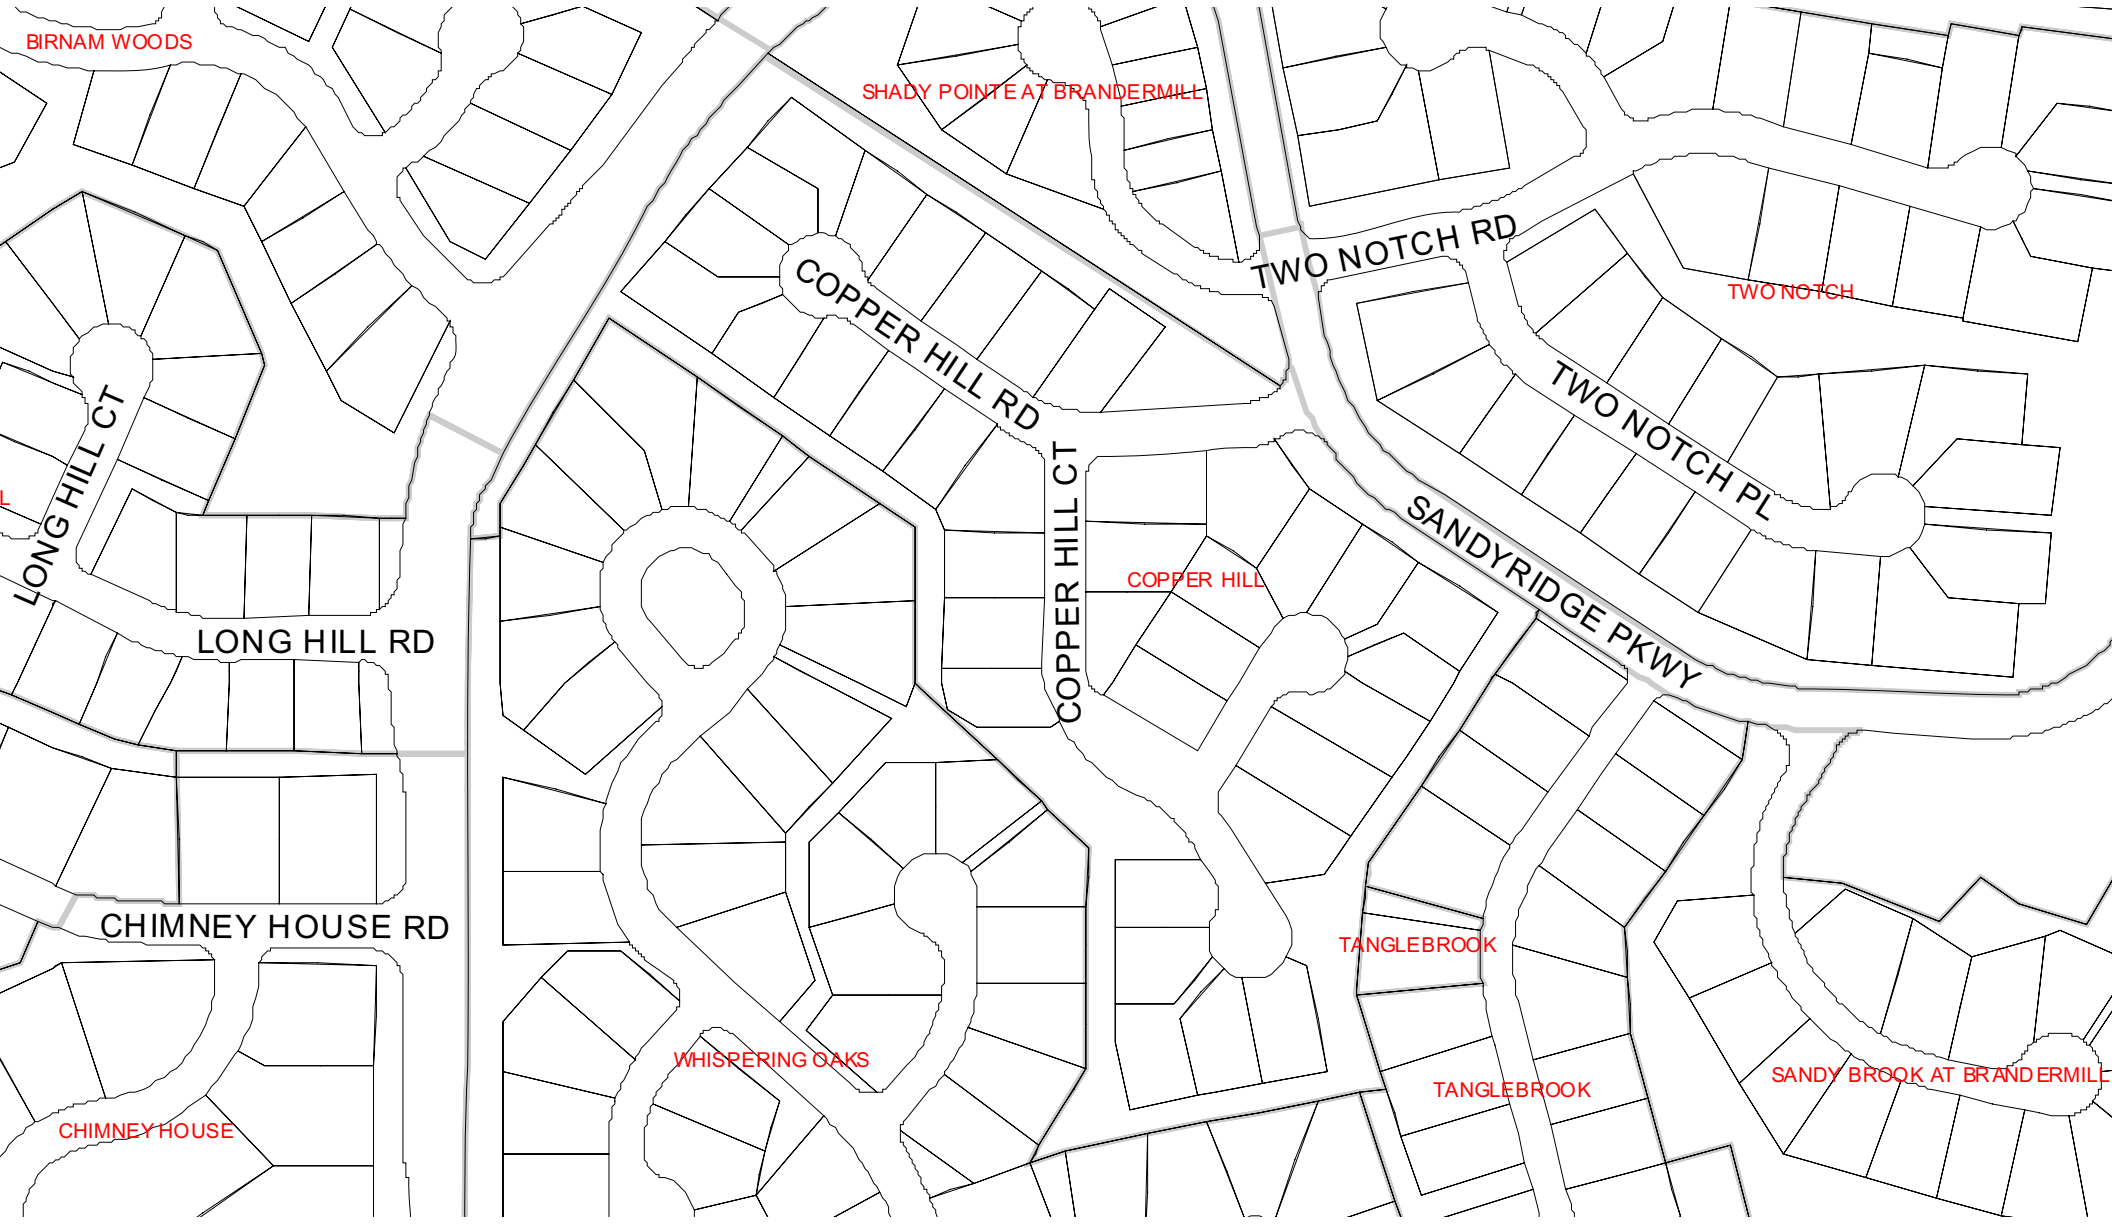 BIRNAM WOODS
SHADY POINTE AT BRANDERMILL
TWO NOTCH RD
TWO NOTCH
COPPER HILL RD
TWO NOTCH PL
LONG HILL CT
L
COPPER HILL CT
SANDYRIDGE PKWY
COPPER HILL
LONG HILL RD
CHIMNEY HOUSE RD
TANGLEBROOK
WHISPERING OAKS
TANGLEBROOK
SANDY BROOK AT BRANDERMILL
CHIMNEY HOUSE